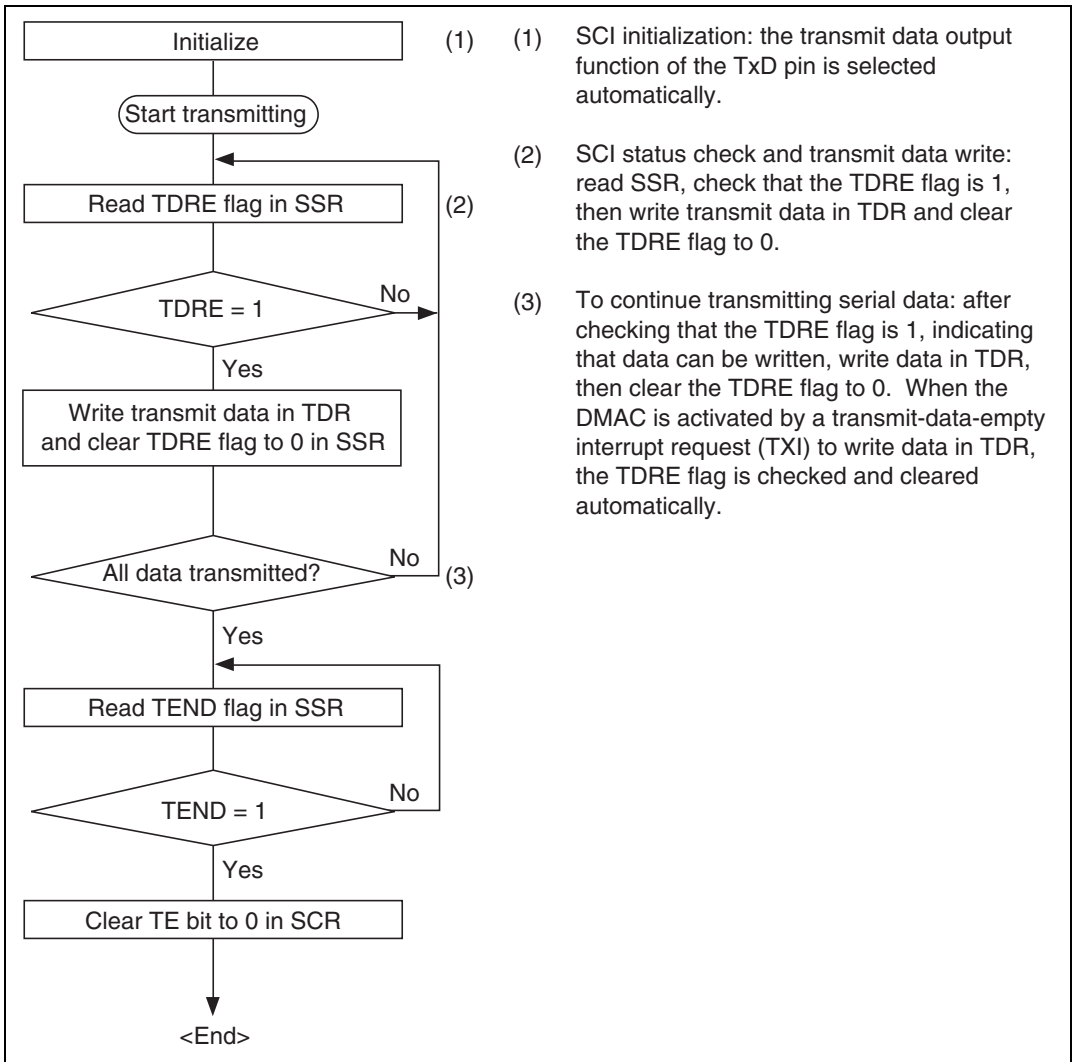 Initialize
(1)
Start transmitting
Read TDRE flag in SSR
(2)
TDRE = 1
No
Yes
Write transmit data in TDR
and clear TDRE flag to 0 in SSR
All data transmitted?
No
(3)
Yes
Read TEND flag in SSR
TEND = 1
No
Yes
Clear TE bit to 0 in SCR
<End>
(1) SCI initialization: the transmit data output
function of the TxD pin is selected
automatically.
(2) SCI status check and transmit data write:
read SSR, check that the TDRE flag is 1,
then write transmit data in TDR and clear
the TDRE flag to 0.
(3) To continue transmitting serial data: after
checking that the TDRE flag is 1, indicating
that data can be written, write data in TDR,
then clear the TDRE flag to 0. When the
DMAC is activated by a transmit-data-empty
interrupt request (TXI) to write data in TDR,
the TDRE flag is checked and cleared
automatically.